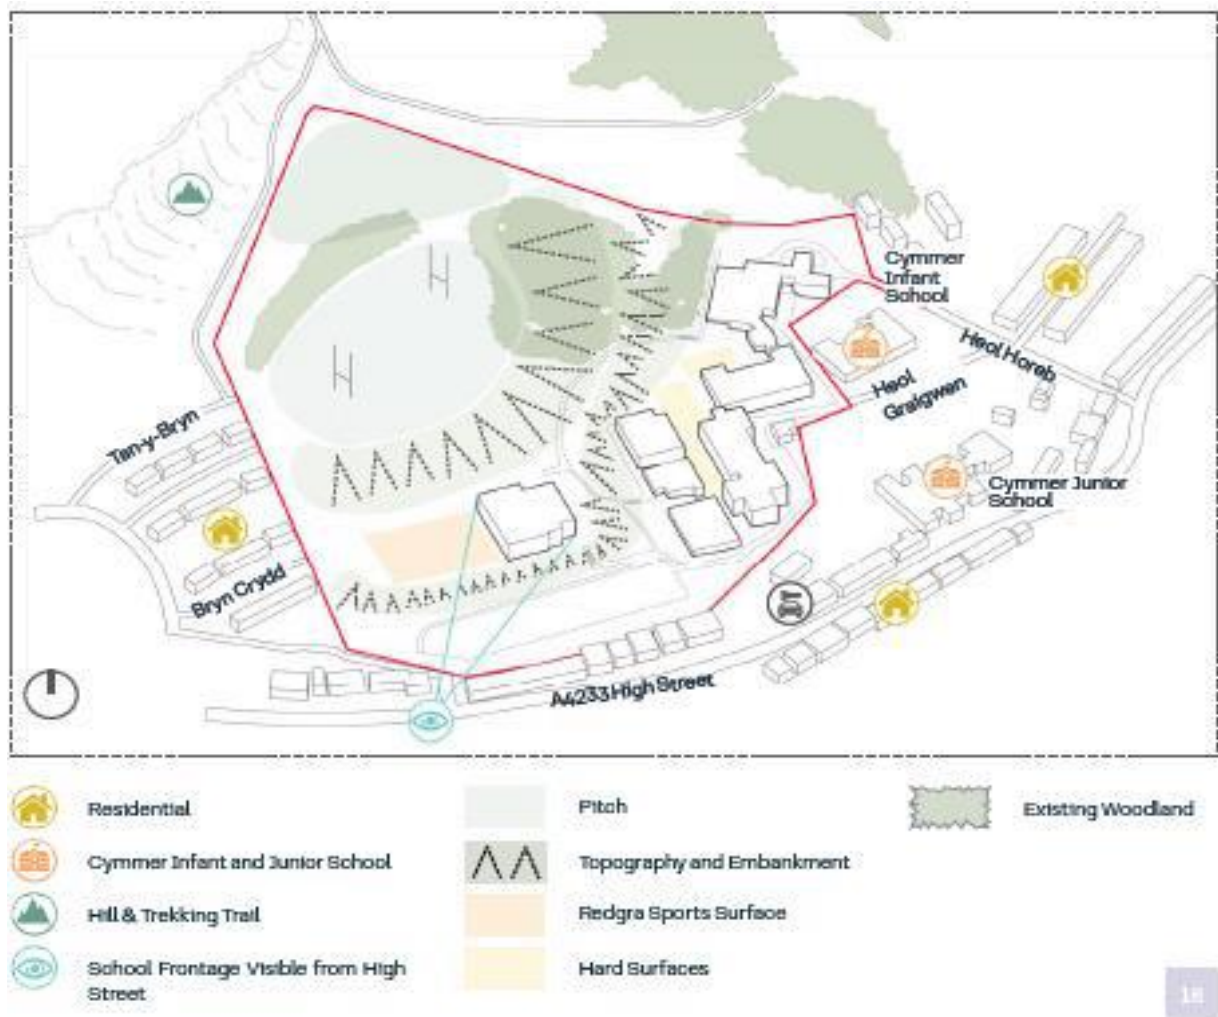 Cymmer
Infant
School
Heol Horeb
Heol
Graigwen
Tan-y-Bryn
Cymmer Junior
School
Bryn Crydd
A4233 High Street
Residential
Cymmer Infant and Junior School
Hill & Trekking Trail
School Frontage Visible from High
Street
Pitch
Topography and Embankment
Redgra Sports Surface
Hard Surfaces
Existing Woodland